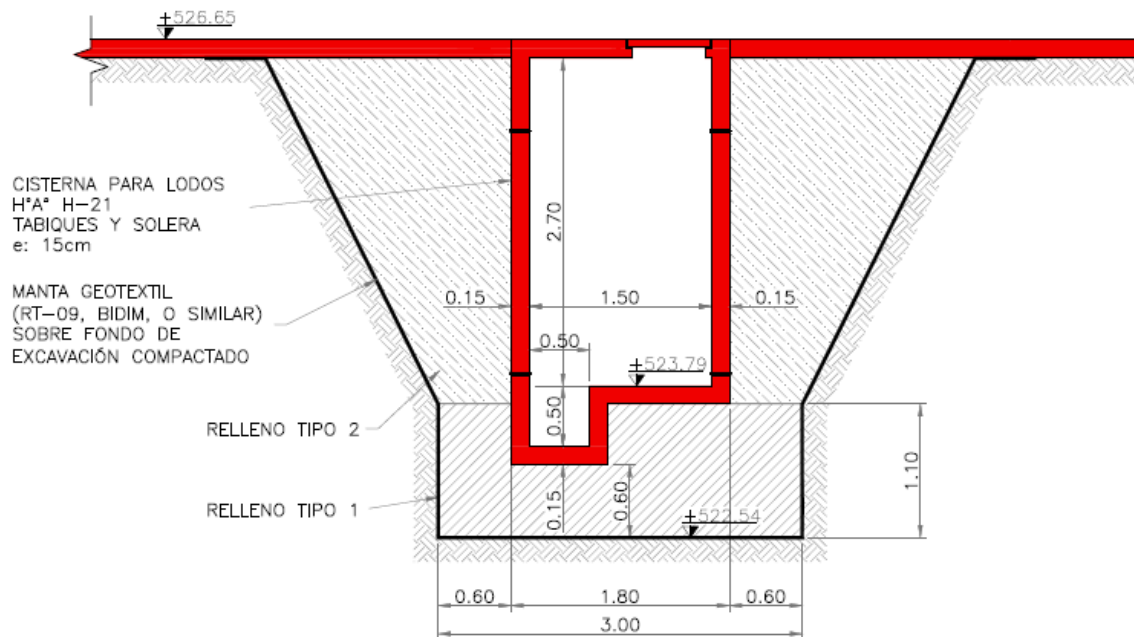 +526.65
CISTERNA PARA LODOS
H°A° H-21
TABIQUES Y SOLERA
e: 15cm
2.70
MANTA GEOTEXTIL
(RT-09, BIDIM, O SIMILAR)
SOBRE FONDO DE
EXCAVACIÓN COMPACTADO
0.15
1.50
0.15
0.50
+523.79
0.50
RELLENO TIPO 2
1.10
RELLENO TIPO 1
0.15
0.60
+522.54
0.60
1.80
0.60
3.00